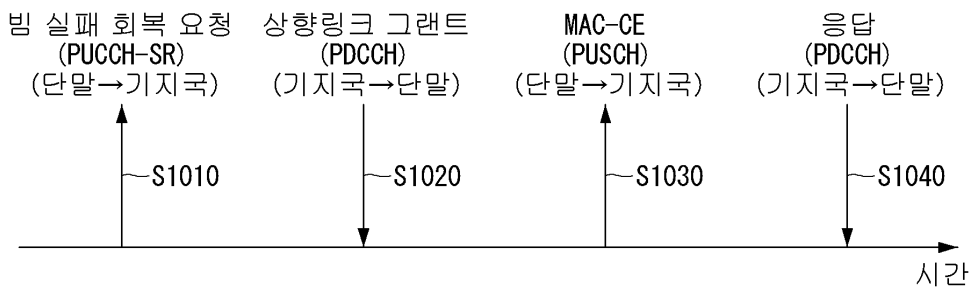 빔 실패 회복 요청
(PUCCH-SR)
(단말→기지국)
상향링크 그랜트
(PDCCH)
(기지국→단말)
MAC-CE
(PUSCH)
(단말→기지국)
응답
(PDCCH)
(기지국→단말)
S1010
S1020
S1030
S1040
시간